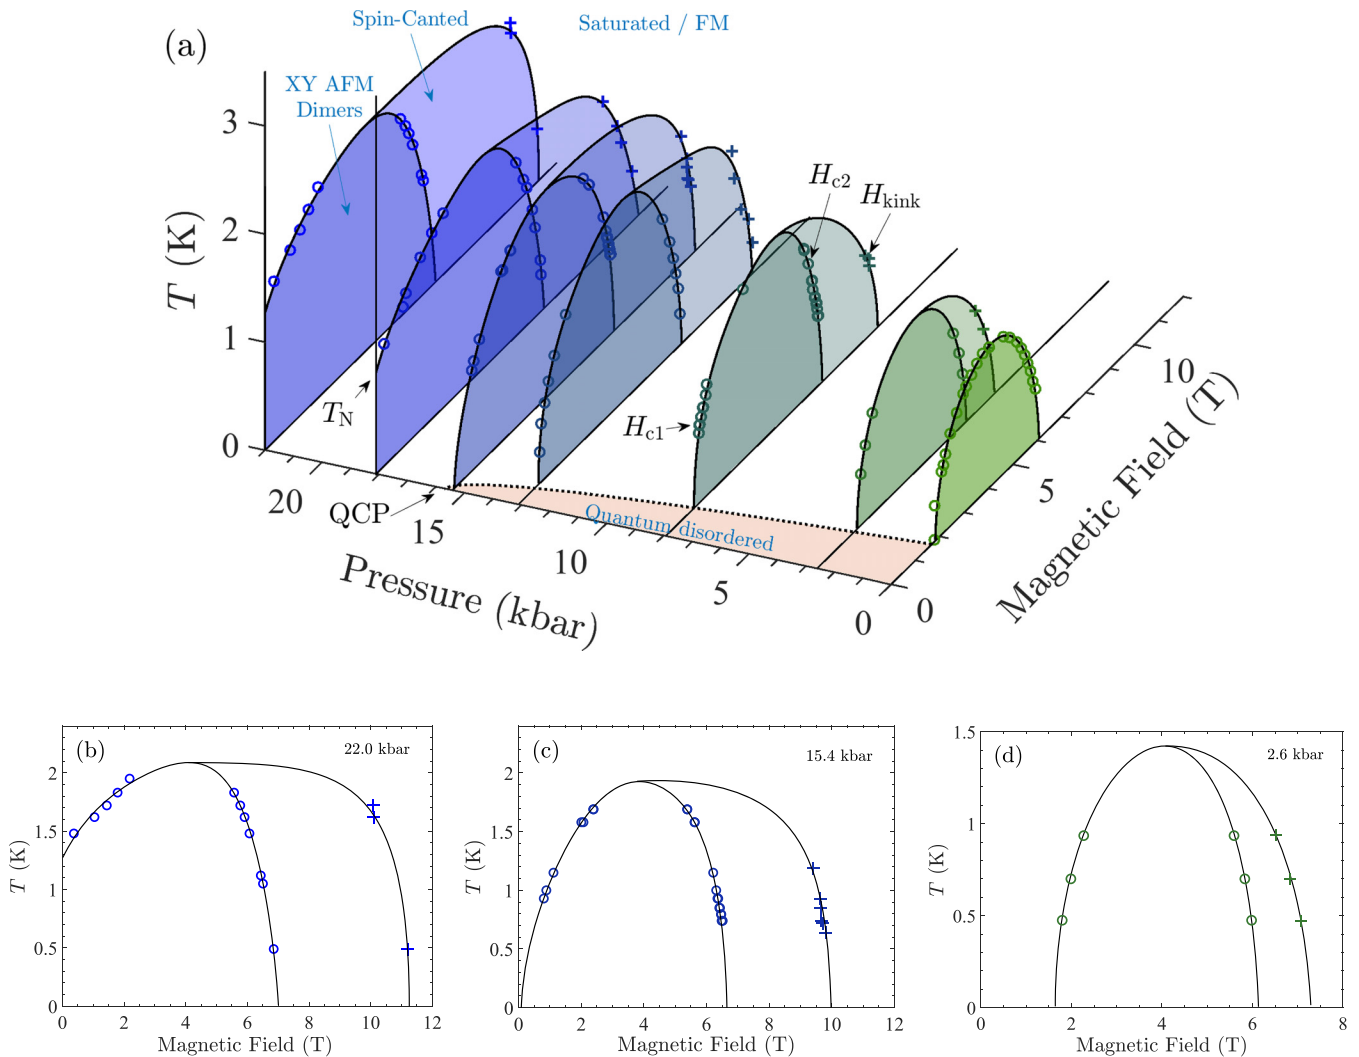 (a)
Spin-Canted
Saturated / FM
XY AFM
Dimers
3
2
1
0
T (K)
H_c2
H_kink
T_N
H_c1
QCP
Quantum disordered
20
15
10
5
0
Pressure (kbar)
0
5
10
Magnetic Field (T)
(b)
22.0 kbar
2
1.5
1
0.5
0
T (K)
0 2 4 6 8 10 12
Magnetic Field (T)
(c)
15.4 kbar
2
1.5
1
0.5
0
T (K)
0 2 4 6 8 10 12
Magnetic Field (T)
1.5
(d)
2.6 kbar
1
0.5
0
T (K)
0 2 4 6 8
Magnetic Field (T)